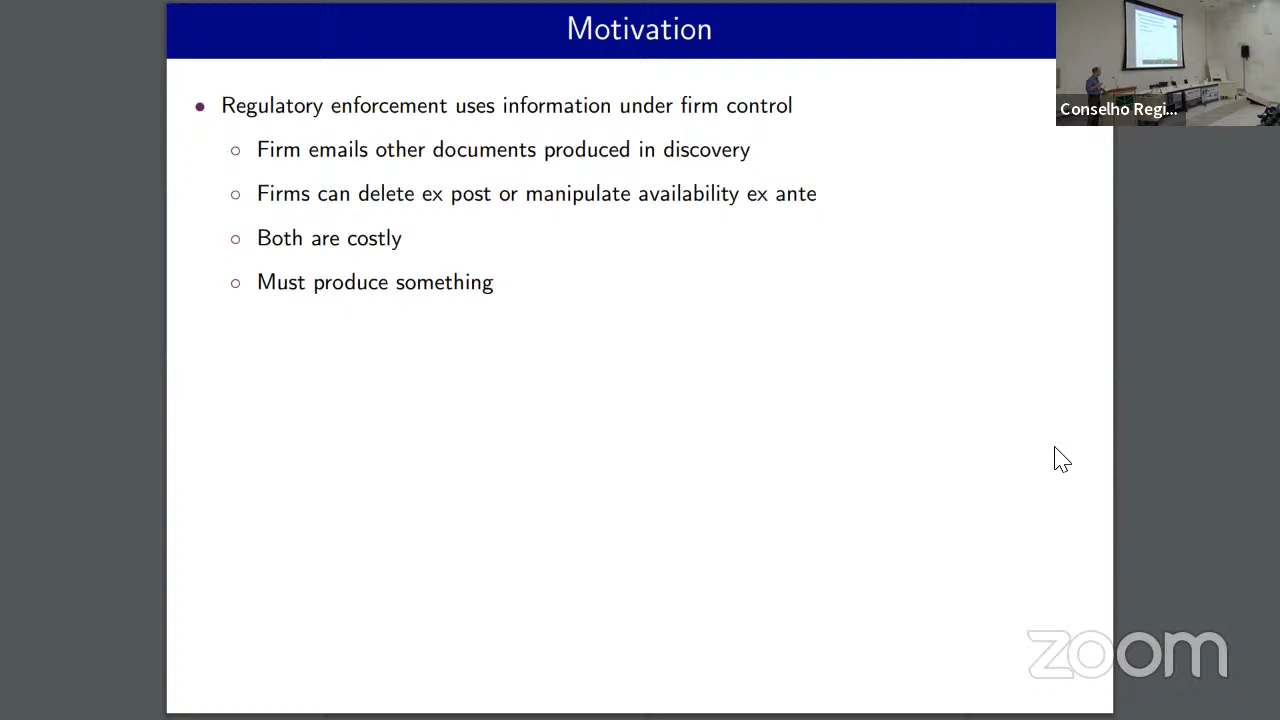 Motivation
Conselho Regi...
Regulatory enforcement uses information under firm control
Firm emails other documents produced in discovery
Firms can delete ex post or manipulate availability ex ante
Both are costly
Must produce something
zoom